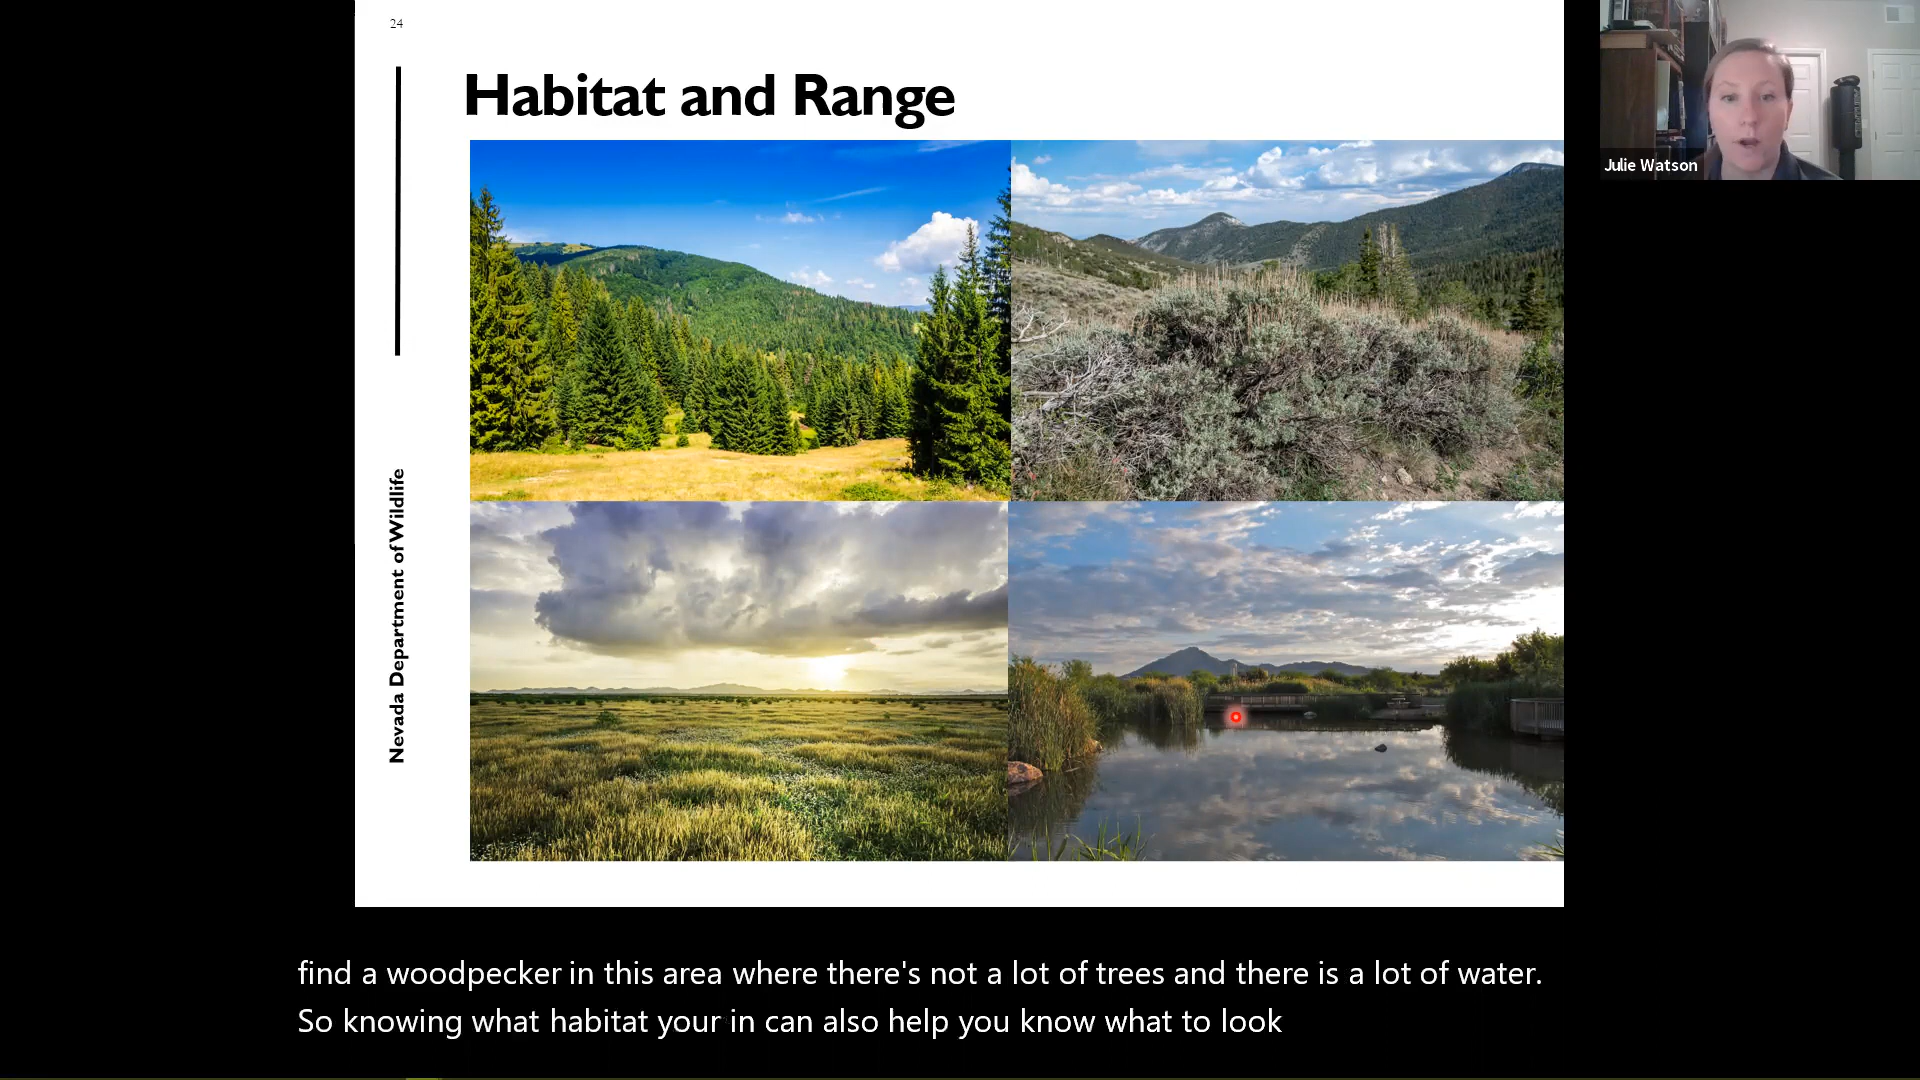 24
Habitat and Range
Nevada Department of Wildlife
Julie Watson
find a woodpecker in this area where there's not a lot of trees and there is a lot of water.
So knowing what habitat your in can also help you know what to look